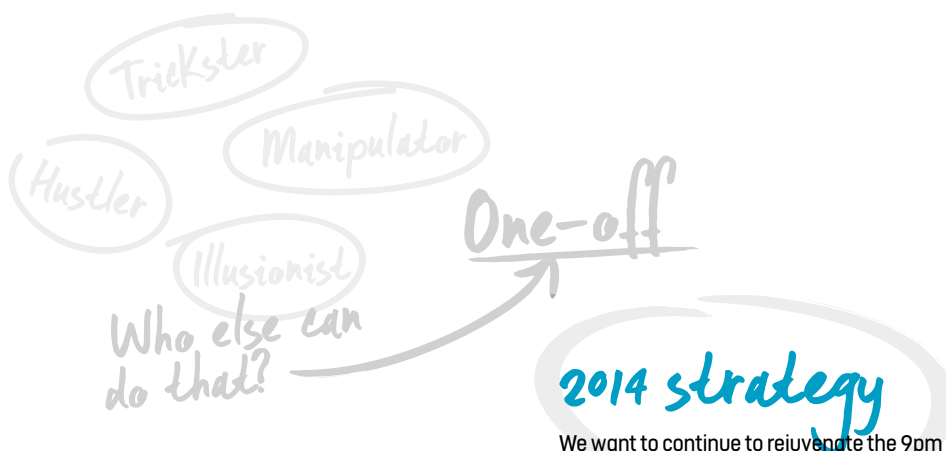 Trickster
Manipulator
Hustler
One-off
Illusionist
Who else can
do that?
2014 strategy
We want to continue to rejuvenate the 9pm